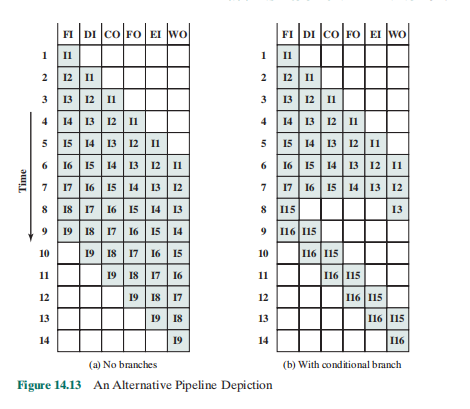 FI DI CO FO EI WO
1 I1
2 I2 I1
3 I3 I2 I1
4 I4 I3 I2 I1
5 I5 I4 I3 I2 I1
6 I6 I5 I4 I3 I2 I1
7 I7 I6 I5 I4 I3 I2
8 I8 I7 I6 I5 I4 I3
9 I9 I8 I7 I6 I5 I4
10 I9 I8 I7 I6 I5
11 I9 I8 I7 I6
12 I9 I8 I7
13 I9 I8
14 I9
Time
(a) No branches
FI DI CO FO EI WO
1 I1
2 I2 I1
3 I3 I2 I1
4 I4 I3 I2 I1
5 I5 I4 I3 I2 I1
6 I6 I5 I4 I3 I2 I1
7 I7 I6 I5 I4 I3 I2
8 I15 I3
9 I16 I15
10 I16 I15
11 I16 I15
12 I16 I15
13 I16 I15
14 I16
(b) With conditional branch
Figure 14.13 An Alternative Pipeline Depiction